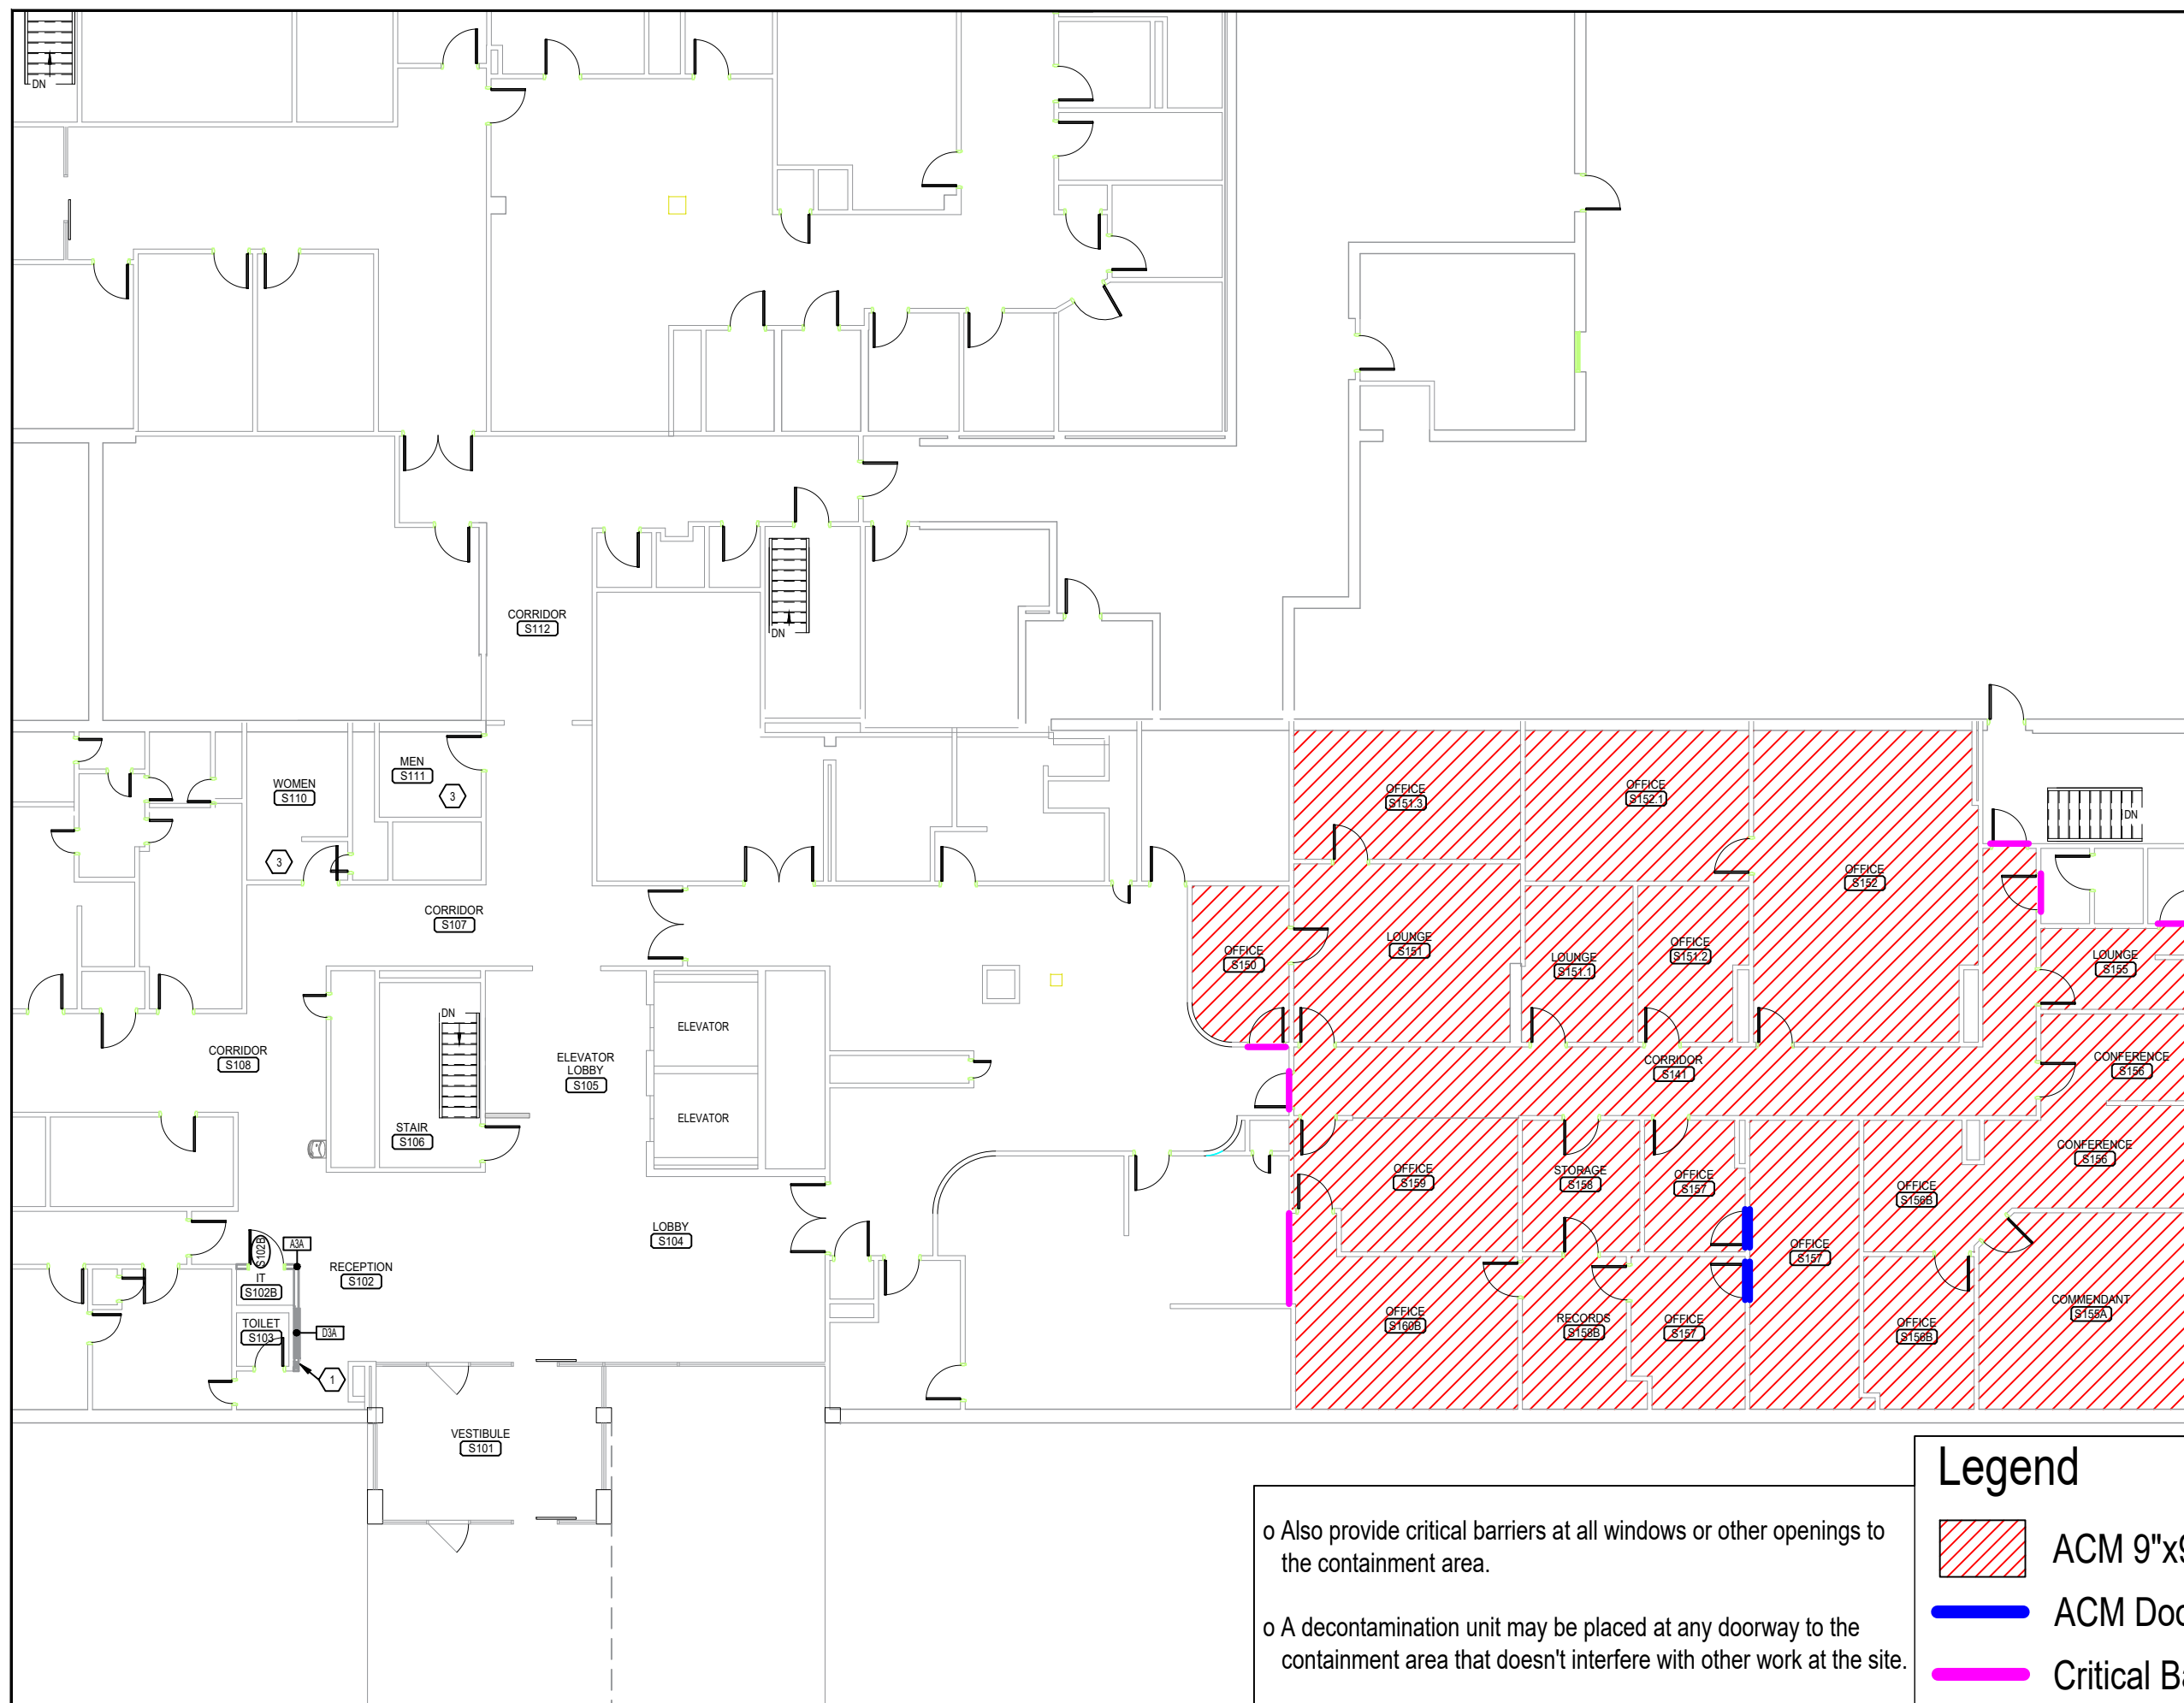 DN
CORRIDOR
S112
DN
MEN
S111
3
WOMEN
S110
3
OFFICE
S151.3
OFFICE
S152.1
DN
OFFICE
S152
CORRIDOR
S107
OFFICE
S150
LOUNGE
S151
LOUNGE
S151.1
OFFICE
S151.2
LOUNGE
S155
DN
ELEVATOR
CORRIDOR
S108
ELEVATOR
LOBBY
S105
CORRIDOR
S141
CONFERENCE
S156
ELEVATOR
STAIR
S106
OFFICE
S159
STORAGE
S158
OFFICE
S157
OFFICE
S156B
CONFERENCE
S156
LOBBY
S104
S102B
A3A
IT
S102B
RECEPTION
S102
OFFICE
S157
TOILET
S103
D3A
OFFICE
S160B
RECORDS
S158B
OFFICE
S157
OFFICE
S156B
COMMENDANT
S155A
1
VESTIBULE
S101
o Also provide critical barriers at all windows or other openings to
the containment area.
o A decontamination unit may be placed at any doorway to the
containment area that doesn't interfere with other work at the site.
Legend
ACM 9"x9
ACM Doo
Critical Ba